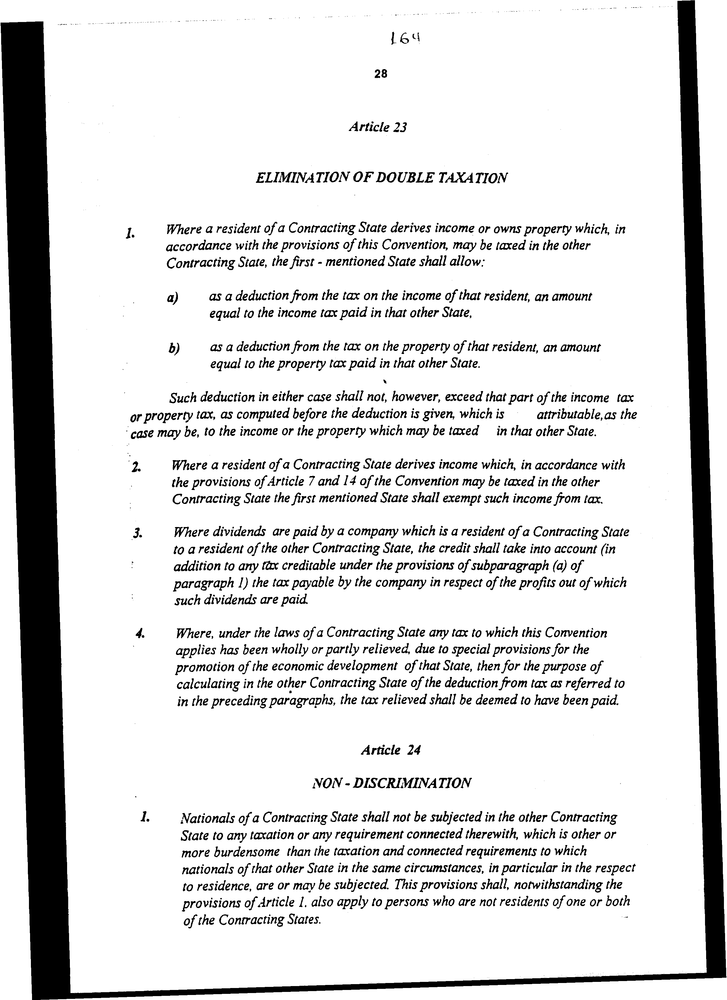 164
28
Article 23
ELIMINATION OF DOUBLE TAXATION
1. Where a resident of a Contracting State derives income or owns property which, in
accordance with the provisions of this Convention, may be taxed in the other
Contracting State, the first - mentioned State shall allow:
a) as a deduction from the tax on the income of that resident, an amount
equal to the income tax paid in that other State,
b) as a deduction from the tax on the property of that resident, an amount
equal to the property tax paid in that other State.
Such deduction in either case shall not, however, exceed that part of the income tax
or property tax, as computed before the deduction is given, which is attributable, as the
case may be, to the income or the property which may be taxed in that other State.
2. Where a resident of a Contracting State derives income which, in accordance with
the provisions of Article 7 and 14 of the Convention may be taxed in the other
Contracting State the first mentioned State shall exempt such income from tax.
3. Where dividends are paid by a company which is a resident of a Contracting State
to a resident of the other Contracting State, the credit shall take into account (in
addition to any tax creditable under the provisions of subparagraph (a) of
paragraph 1) the tax payable by the company in respect of the profits out of which
such dividends are paid.
4. Where, under the laws of a Contracting State any tax to which this Convention
applies has been wholly or partly relieved, due to special provisions for the
promotion of the economic development of that State, then for the purpose of
calculating in the other Contracting State of the deduction from tax as referred to
in the preceding paragraphs, the tax relieved shall be deemed to have been paid.
Article 24
NON - DISCRIMINATION
1. Nationals of a Contracting State shall not be subjected in the other Contracting
State to any taxation or any requirement connected therewith, which is other or
more burdensome than the taxation and connected requirements to which
nationals of that other State in the same circumstances, in particular in the respect
to residence, are or may be subjected. This provisions shall, notwithstanding the
provisions of Article 1. also apply to persons who are not residents of one or both
of the Contracting States.